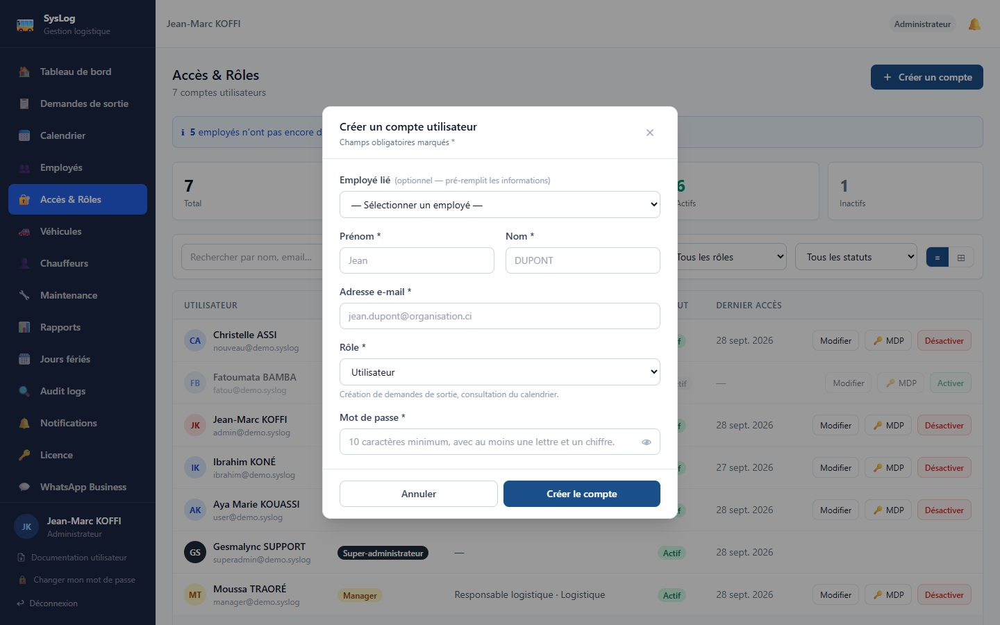 SysLog
Gestion logistique
Tableau de bord
Demandes de sortie
Calendrier
Employés
Accès & Rôles
Véhicules
Chauffeurs
Maintenance
Rapports
Jours fériés
Audit logs
Notifications
Licence
WhatsApp Business
JK
Jean-Marc KOFFI
Administrateur
Documentation utilisateur
Changer mon mot de passe
Déconnexion
Jean-Marc KOFFI
Administrateur
Accès & Rôles
7 comptes utilisateurs
+ Créer un compte
5 employés n'ont pas encore d
7
Total
6
Actifs
1
Inactifs
Rechercher par nom, email...
Tous les rôles
Tous les statuts
UTILISATEUR
UT
DERNIER ACCÈS
CA
Christelle ASSI
nouveau@demo.syslog
f
28 sept. 2026
Modifier
MDP
Désactiver
FB
Fatoumata BAMBA
fatou@demo.syslog
tif
—
Modifier
MDP
Activer
JK
Jean-Marc KOFFI
admin@demo.syslog
f
28 sept. 2026
Modifier
MDP
Désactiver
IK
Ibrahim KONÉ
ibrahim@demo.syslog
f
27 sept. 2026
Modifier
MDP
Désactiver
AK
Aya Marie KOUASSI
user@demo.syslog
f
28 sept. 2026
Modifier
MDP
Désactiver
GS
Gesmalync SUPPORT
superadmin@demo.syslog
Super-administrateur
—
Actif
28 sept. 2026
MT
Moussa TRAORÉ
manager@demo.syslog
Manager
Responsable logistique · Logistique
Actif
28 sept. 2026
Modifier
MDP
Désactiver
Créer un compte utilisateur
Champs obligatoires marqués *
Employé lié (optionnel — pré-remplit les informations)
— Sélectionner un employé —
Prénom *
Nom *
Jean
DUPONT
Adresse e-mail *
jean.dupont@organisation.ci
Rôle *
Utilisateur
Création de demandes de sortie, consultation du calendrier.
Mot de passe *
10 caractères minimum, avec au moins une lettre et un chiffre.
Annuler
Créer le compte